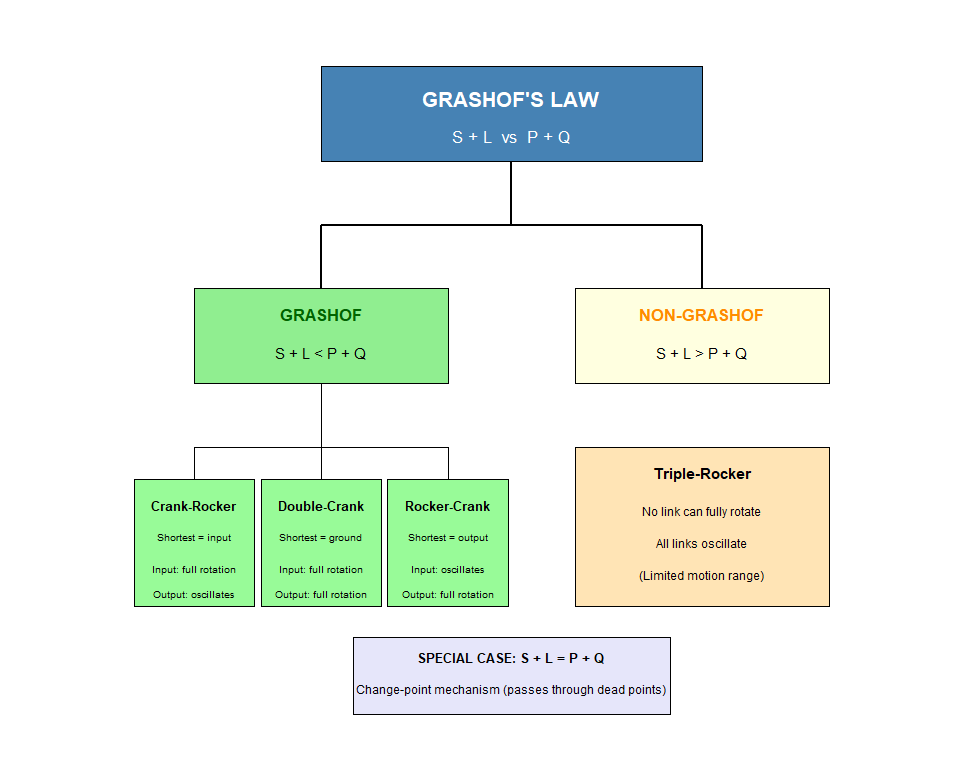 GRASHOF'S LAW
S + L  vs  P + Q
GRASHOF
S + L < P + Q
NON-GRASHOF
S + L > P + Q
Crank-Rocker
Shortest = input
Input: full rotation
Output: oscillates
Double-Crank
Shortest = ground
Input: full rotation
Output: full rotation
Rocker-Crank
Shortest = output
Input: oscillates
Output: full rotation
Triple-Rocker
No link can fully rotate
All links oscillate
(Limited motion range)
SPECIAL CASE: S + L = P + Q
Change-point mechanism (passes through dead points)